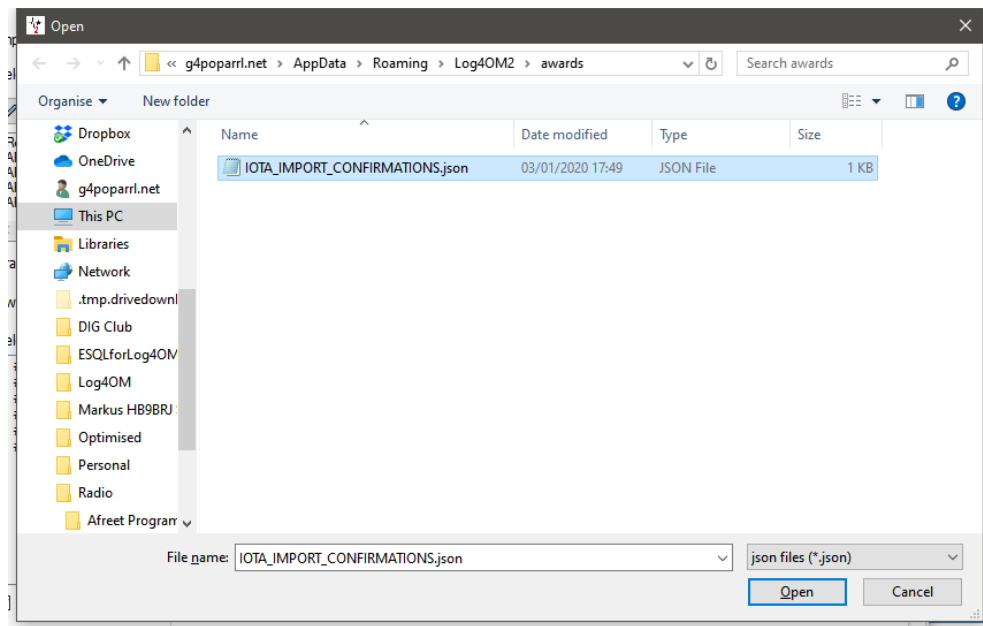 Open
« g4poparrl.net › AppData › Roaming › Log4OM2 › awards
Search awards
Organise New folder
Name Date modified Type Size
IOTA_IMPORT_CONFIRMATIONS.json 03/01/2020 17:49 JSON File 1 KB
Dropbox
OneDrive
g4poparrl.net
This PC
Libraries
Network
.tmp.drivedownl
DIG Club
ESQLforLog4OM
Log4OM
Markus HB9BRJ
Optimised
Personal
Radio
Afreet Program
File name: IOTA_IMPORT_CONFIRMATIONS.json json files (*.json)
Open Cancel